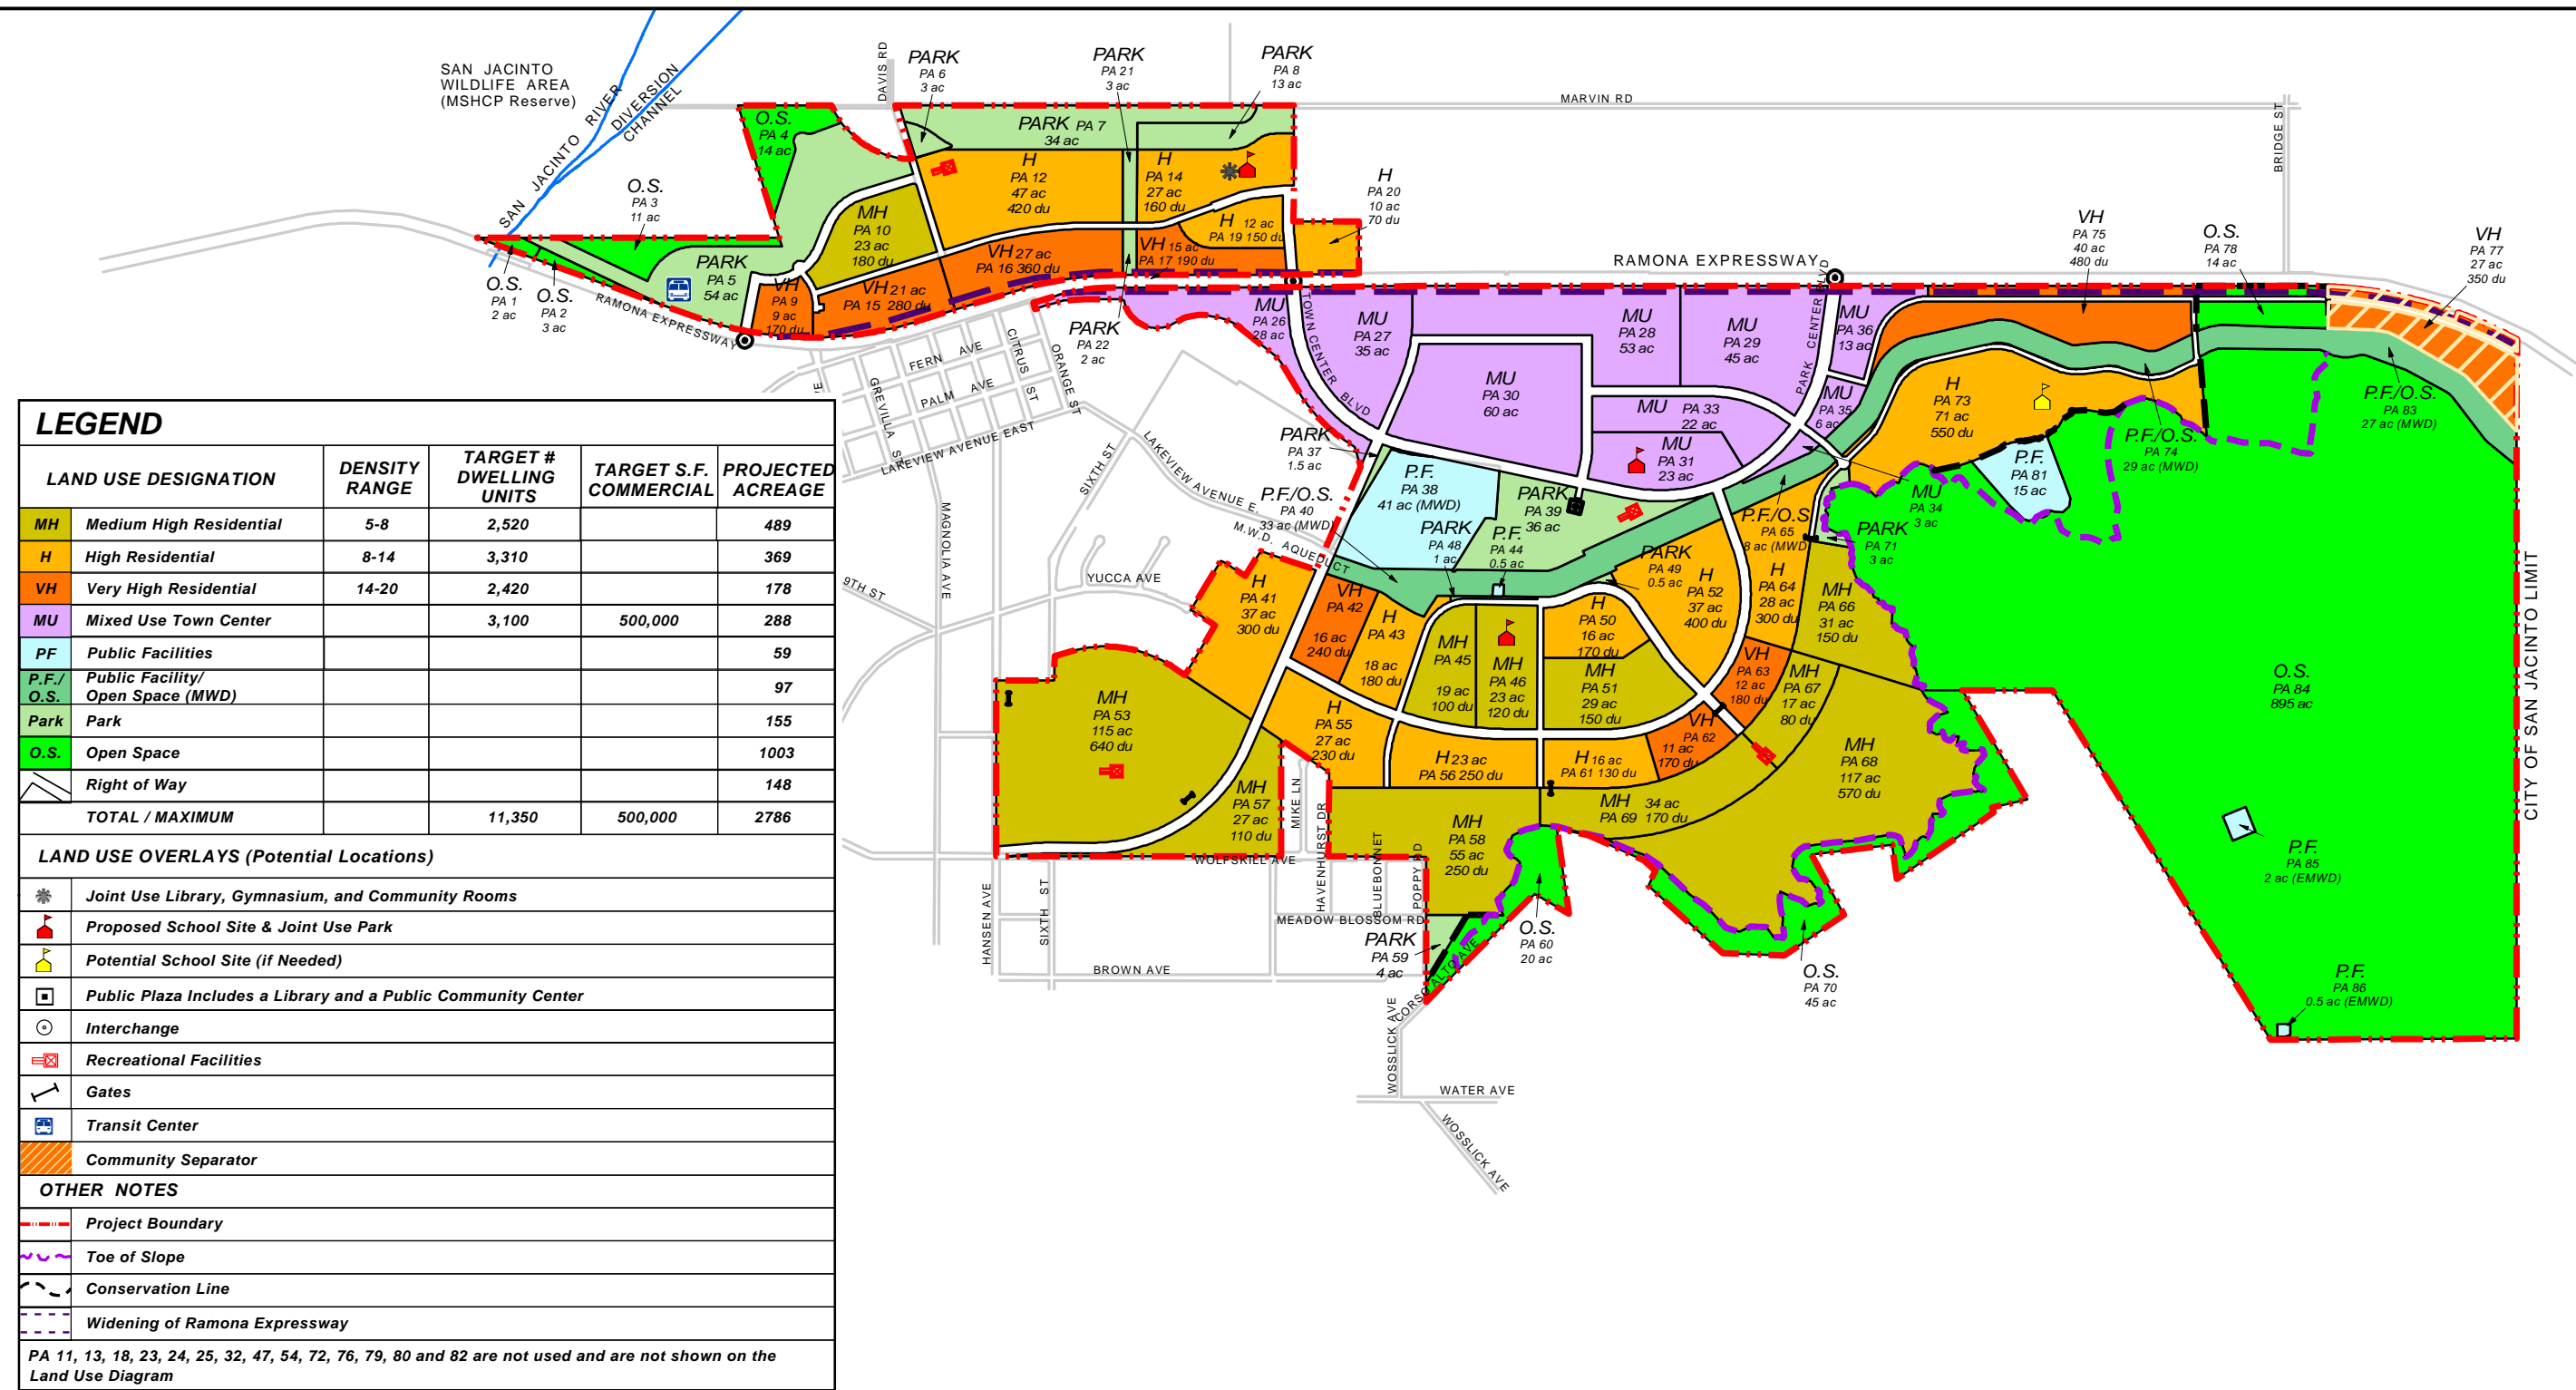 SAN JACINTO
WILDLIFE AREA
(MSHCP Reserve)
SAN JACINTO RIVER
DIVERSION
CHANNEL
DAVIS RD
PARK
PA 6
3 ac
PARK
PA 21
3 ac
PARK
PA 8
13 ac
MARVIN RD
BRIDGE ST
O.S.
PA 4
14 ac
PARK PA 7
34 ac
O.S.
PA 3
11 ac
H
PA 12
47 ac
420 du
H
PA 14
27 ac
160 du
H
PA 20
10 ac
70 du
MH
PA 10
23 ac
180 du
H 12 ac
PA 19 150 du
VH 27 ac
PA 16 360 du
VH 15 ac
PA 17 190 du
VH
PA 75
40 ac
480 du
O.S.
PA 78
14 ac
VH
PA 77
27 ac
350 du
O.S.
PA 1
2 ac
O.S.
PA 2
3 ac
PARK
PA 5
54 ac
RAMONA EXPRESSWAY
VH
PA 9
9 ac
170 du
VH 21 ac
PA 15 280 du
RAMONA EXPRESSWAY
PARK
PA 22
2 ac
MU
PA 26
28 ac
TOWN CENTER BLVD
MU
PA 27
35 ac
MU
PA 28
53 ac
MU
PA 29
45 ac
PARK CENTER BLVD
MU
PA 36
13 ac
MU
PA 30
60 ac
MU PA 33
22 ac
MU
PA 31
23 ac
MU
PA 35
6 ac
H
PA 73
71 ac
550 du
P.F./O.S.
PA 74
29 ac (MWD)
P.F./O.S.
PA 83
27 ac (MWD)
FERN AVE
PALM AVE
CITRUS ST
ORANGE ST
GREVILLA ST
LAKEVIEW AVENUE EAST
SIXTH ST
LAKEVIEW AVENUE E.
M.W.D. AQUEDUCT
MAGNOLIA AVE
9TH ST
YUCCA AVE
PARK
PA 37
1.5 ac
P.F./O.S.
PA 40
33 ac (MWD)
P.F.
PA 38
41 ac (MWD)
PARK
PA 48
1 ac
P.F.
PA 44
0.5 ac
PARK
PA 39
36 ac
PARK
PA 49
0.5 ac
P.F./O.S
PA 65
8 ac (MWD
MU
PA 34
3 ac
PARK
PA 71
3 ac
P.F.
PA 81
15 ac
H
PA 41
37 ac
300 du
VH
PA 42
16 ac
240 du
H
PA 43
18 ac
180 du
MH
PA 45
19 ac
100 du
MH
PA 46
23 ac
120 du
H
PA 50
16 ac
170 du
MH
PA 51
29 ac
150 du
H
PA 52
37 ac
400 du
H
PA 64
28 ac
300 du
MH
PA 66
31 ac
150 du
VH
PA 63
12 ac
180 du
MH
PA 67
17 ac
80 du
VH
PA 62
11 ac
170 du
MH
PA 68
117 ac
570 du
MH
PA 53
115 ac
640 du
H
PA 55
27 ac
230 du
H 23 ac
PA 56 250 du
H 16 ac
PA 61 130 du
MH 34 ac
PA 69 170 du
MH
PA 57
27 ac
110 du
MH
PA 58
55 ac
250 du
MIKE LN
HAVENHURST DR
BLUEBONNET
POPPY RD
WOLFSKILL AVE
HANSEN AVE
SIXTH ST
MEADOW BLOSSOM RD
BROWN AVE
PARK
PA 59
4 ac
CORSO ALTO AVE
O.S.
PA 60
20 ac
O.S.
PA 70
45 ac
WOSSLICK AVE
WATER AVE
WOSSLICK AVE
O.S.
PA 84
895 ac
P.F.
PA 85
2 ac (EMWD)
P.F.
PA 86
0.5 ac (EMWD)
CITY OF SAN JACINTO LIMIT
LEGEND
LAND USE DESIGNATION DENSITY RANGE TARGET # DWELLING UNITS TARGET S.F. COMMERCIAL PROJECTED ACREAGE
MH Medium High Residential 5-8 2,520 489
H High Residential 8-14 3,310 369
VH Very High Residential 14-20 2,420 178
MU Mixed Use Town Center 3,100 500,000 288
PF Public Facilities 59
P.F./ O.S. Public Facility/ Open Space (MWD) 97
Park Park 155
O.S. Open Space 1003
Right of Way 148
TOTAL / MAXIMUM 11,350 500,000 2786
LAND USE OVERLAYS (Potential Locations)
Joint Use Library, Gymnasium, and Community Rooms
Proposed School Site & Joint Use Park
Potential School Site (if Needed)
Public Plaza Includes a Library and a Public Community Center
Interchange
Recreational Facilities
Gates
Transit Center
Community Separator
OTHER NOTES
Project Boundary
Toe of Slope
Conservation Line
Widening of Ramona Expressway
PA 11, 13, 18, 23, 24, 25, 32, 47, 54, 72, 76, 79, 80 and 82 are not used and are not shown on the
Land Use Diagram